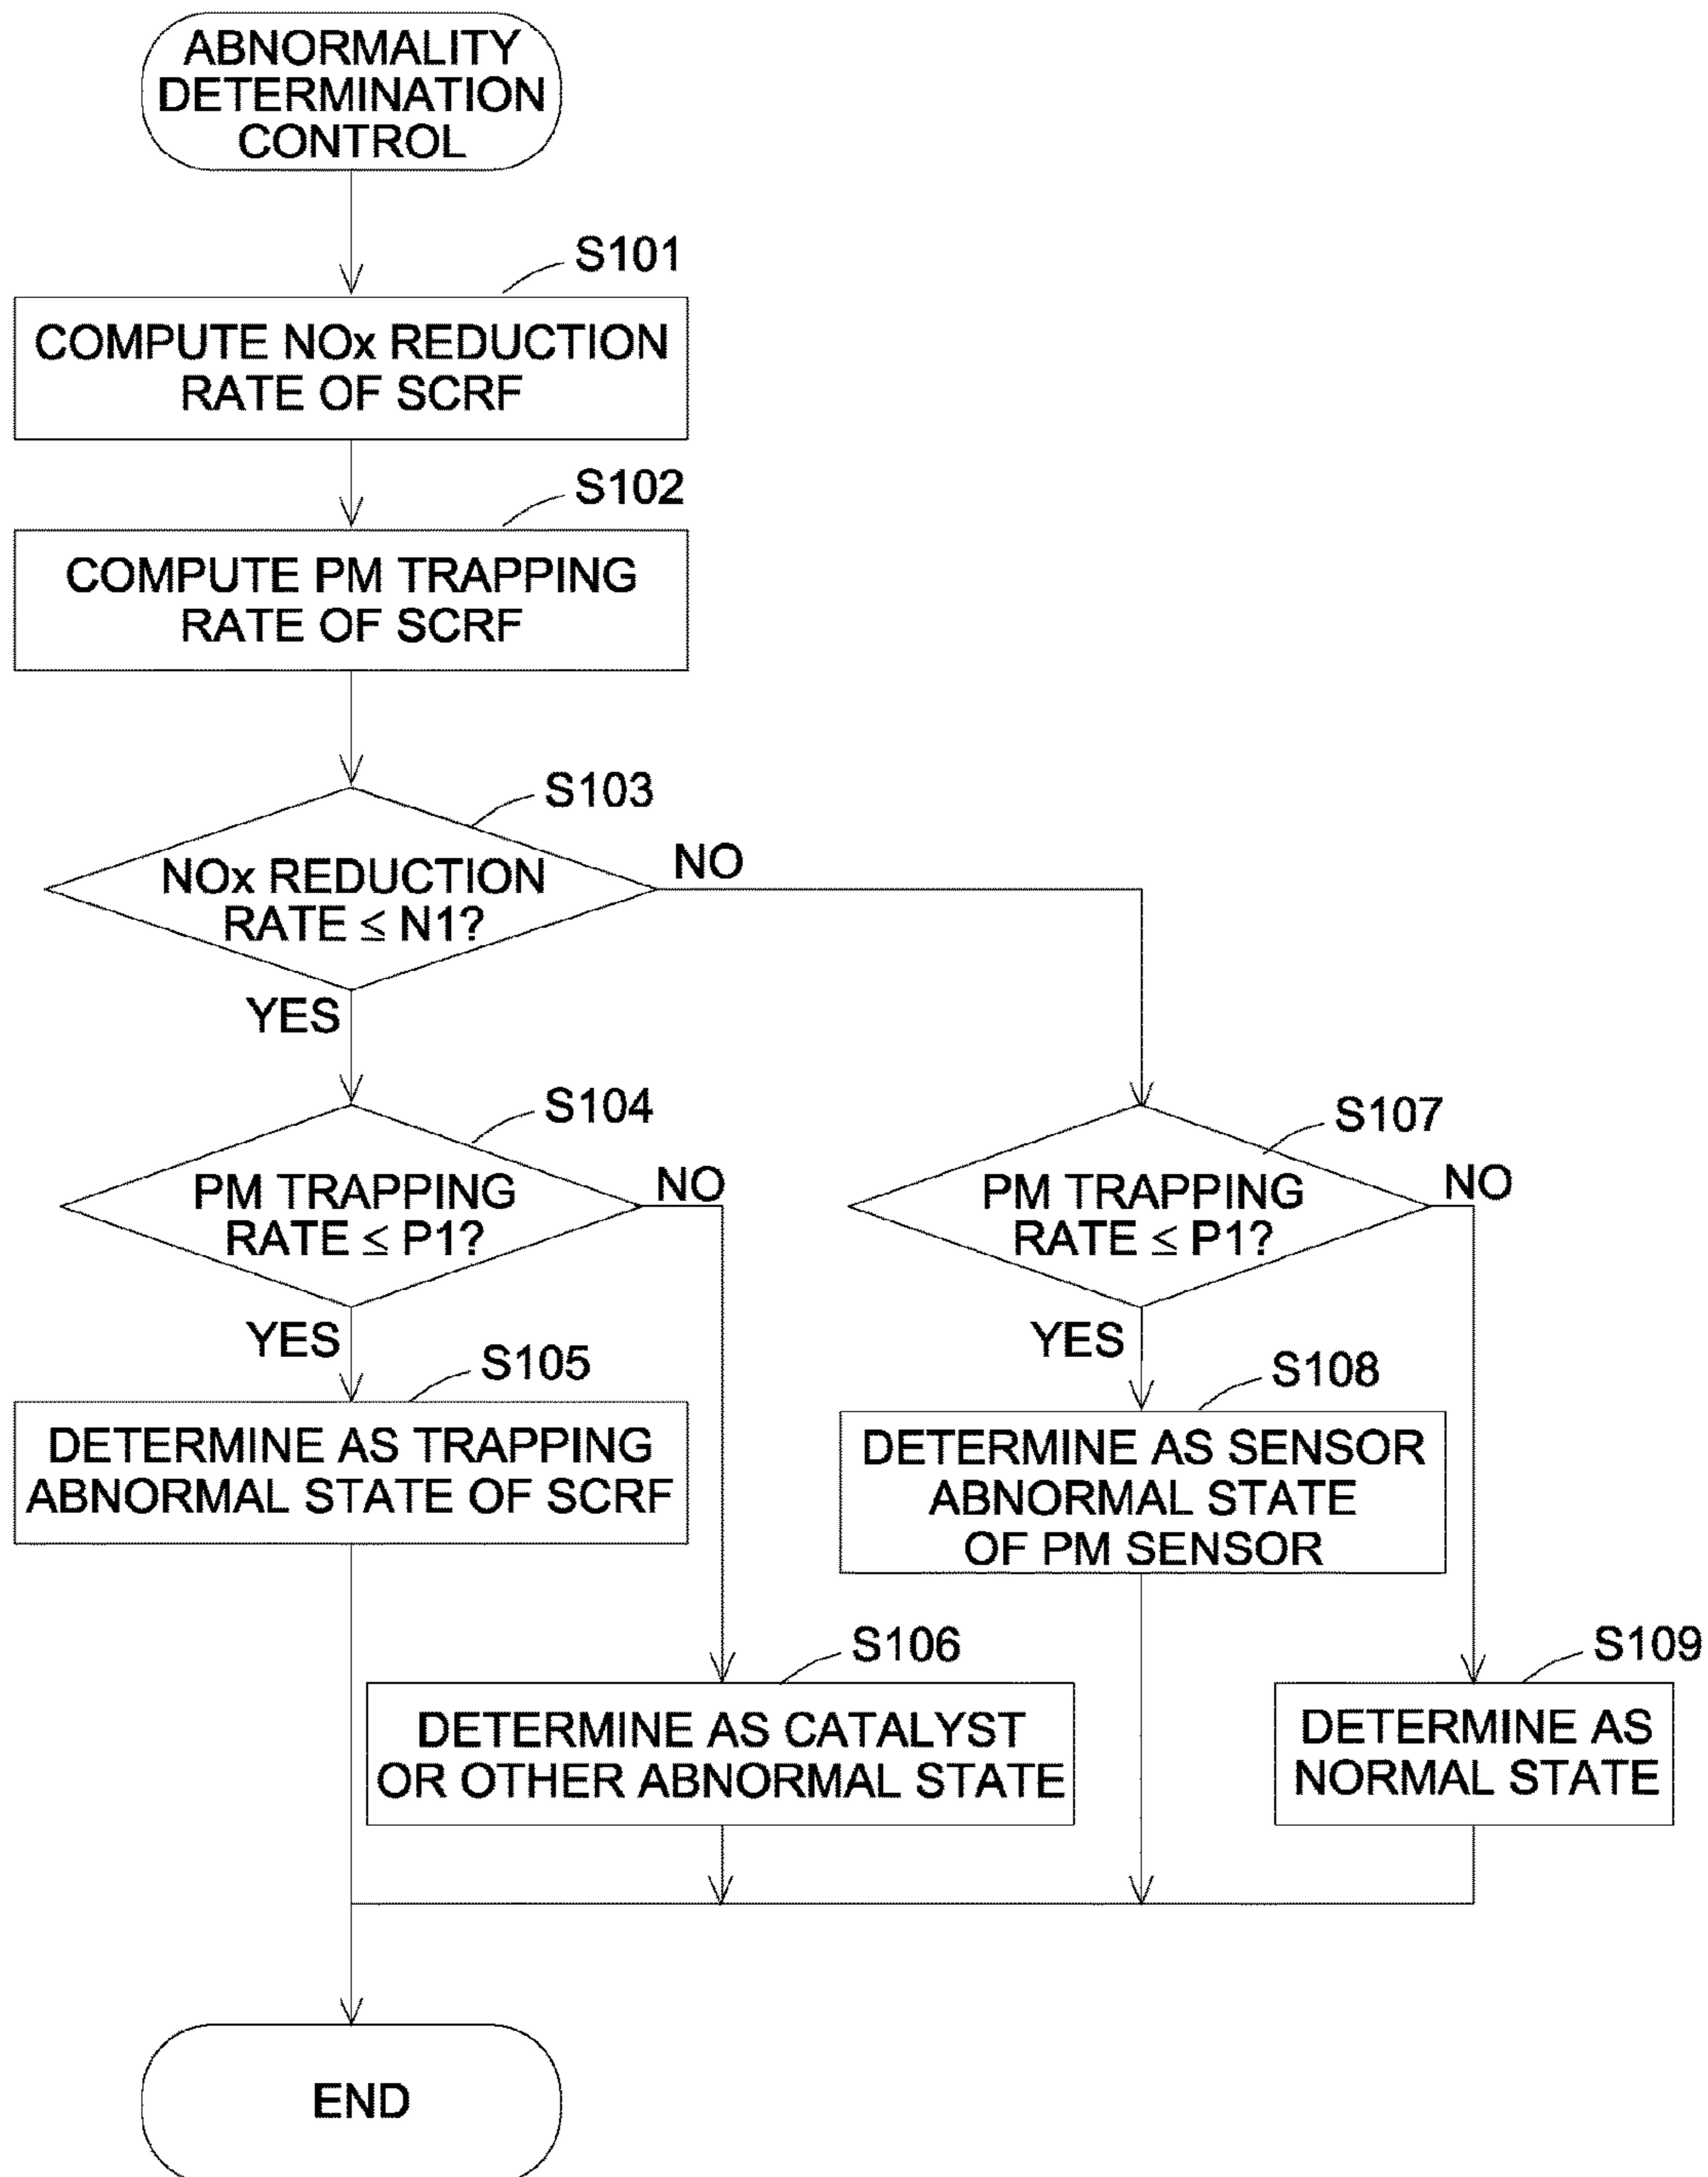 ABNORMALITY
DETERMINATION
CONTROL
S101
COMPUTE NOx REDUCTION
RATE OF SCRF
S102
COMPUTE PM TRAPPING
RATE OF SCRF
S103
NOx REDUCTION
RATE ≤ N1?
NO
YES
S104
PM TRAPPING
RATE ≤ P1?
NO
YES
S107
PM TRAPPING
RATE ≤ P1?
NO
YES
S105
DETERMINE AS TRAPPING
ABNORMAL STATE OF SCRF
S108
DETERMINE AS SENSOR
ABNORMAL STATE
OF PM SENSOR
S106
DETERMINE AS CATALYST
OR OTHER ABNORMAL STATE
S109
DETERMINE AS
NORMAL STATE
END